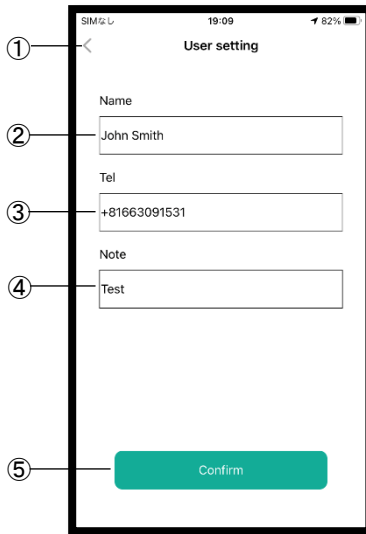 SIMなし 19:09 82%
① User setting
Name
② John Smith
Tel
③ +81663091531
Note
④ Test
⑤ Confirm